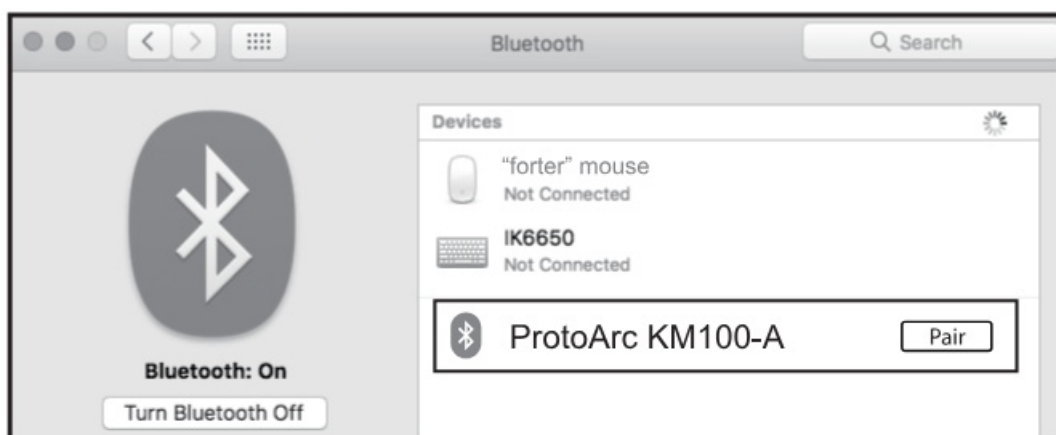 Bluetooth
Search
Devices
“forter” mouse
Not Connected
IK6650
Not Connected
ProtoArc KM100-A
Pair
Bluetooth: On
Turn Bluetooth Off